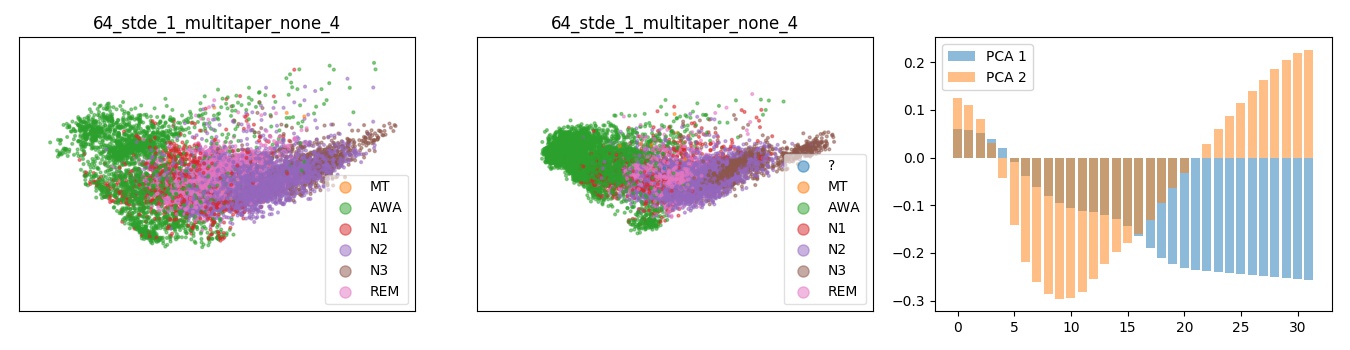 64_stde_1_multitaper_none_4
MT
AWA
N1
N2
N3
REM
64_stde_1_multitaper_none_4
?
MT
AWA
N1
N2
N3
REM
PCA 1
PCA 2
0.2
0.1
0.0
−0.1
−0.2
−0.3
0 5 10 15 20 25 30